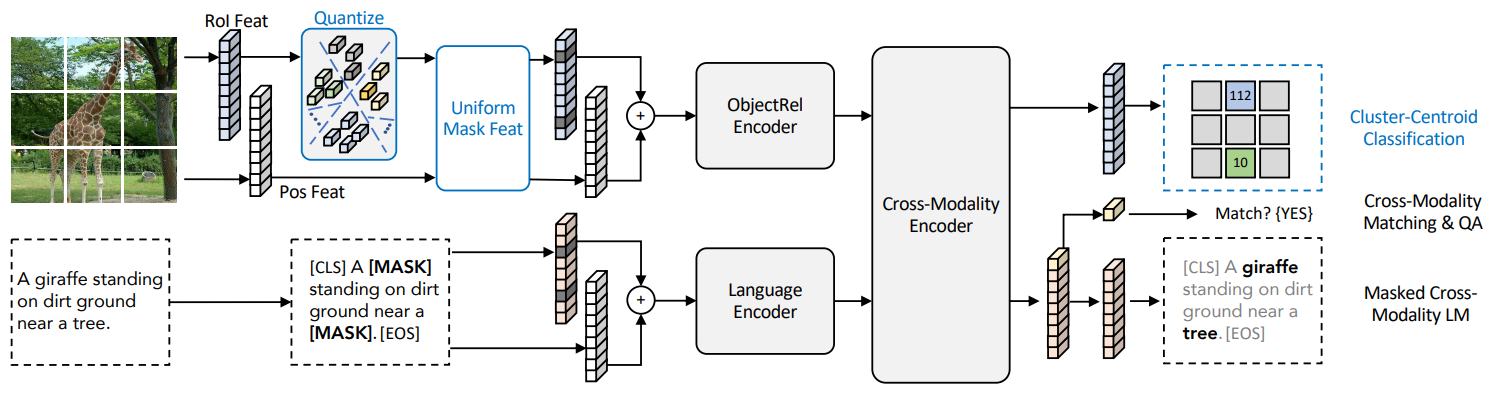 RoI Feat
Quantize
Uniform
Mask Feat
Pos Feat
+
ObjectRel
Encoder
Cross-Modality
Encoder
112
10
Cluster-Centroid
Classification
Match? {YES}
Cross-Modality
Matching & QA
A giraffe standing
on dirt ground
near a tree.
[CLS] A [MASK]
standing on dirt
ground near a
[MASK]. [EOS]
+
Language
Encoder
[CLS] A giraffe
standing on dirt
ground near a
tree. [EOS]
Masked Cross-
Modality LM